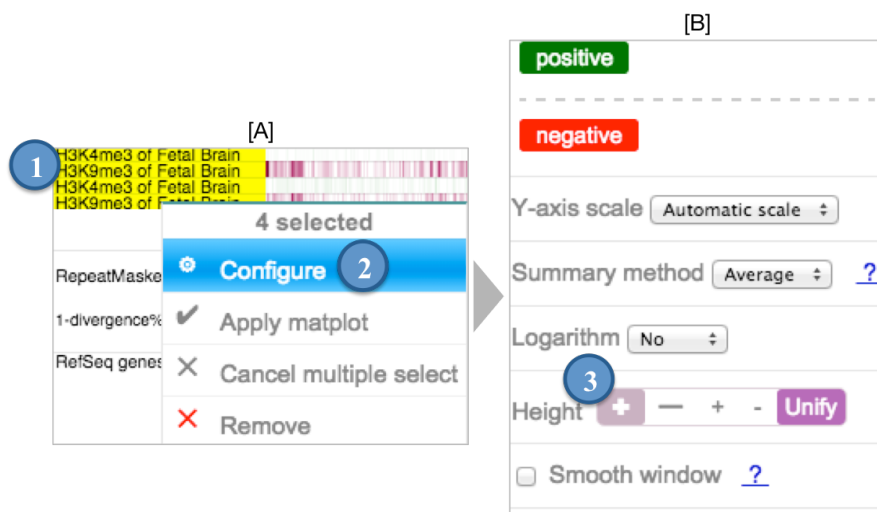 [B]
positive
[A]
negative
1
H3K4me3 of Fetal Brain
H3K9me3 of Fetal Brain
H3K4me3 of Fetal Brain
H3K9me3 of Fetal Brain
4 selected
Configure 2
RepeatMaske
1-divergence%
Apply matplot
RefSeq genes
Cancel multiple select
Remove
Y-axis scale Automatic scale
Summary method Average ?
Logarithm No
3
Height + — + - Unify
Smooth window ?